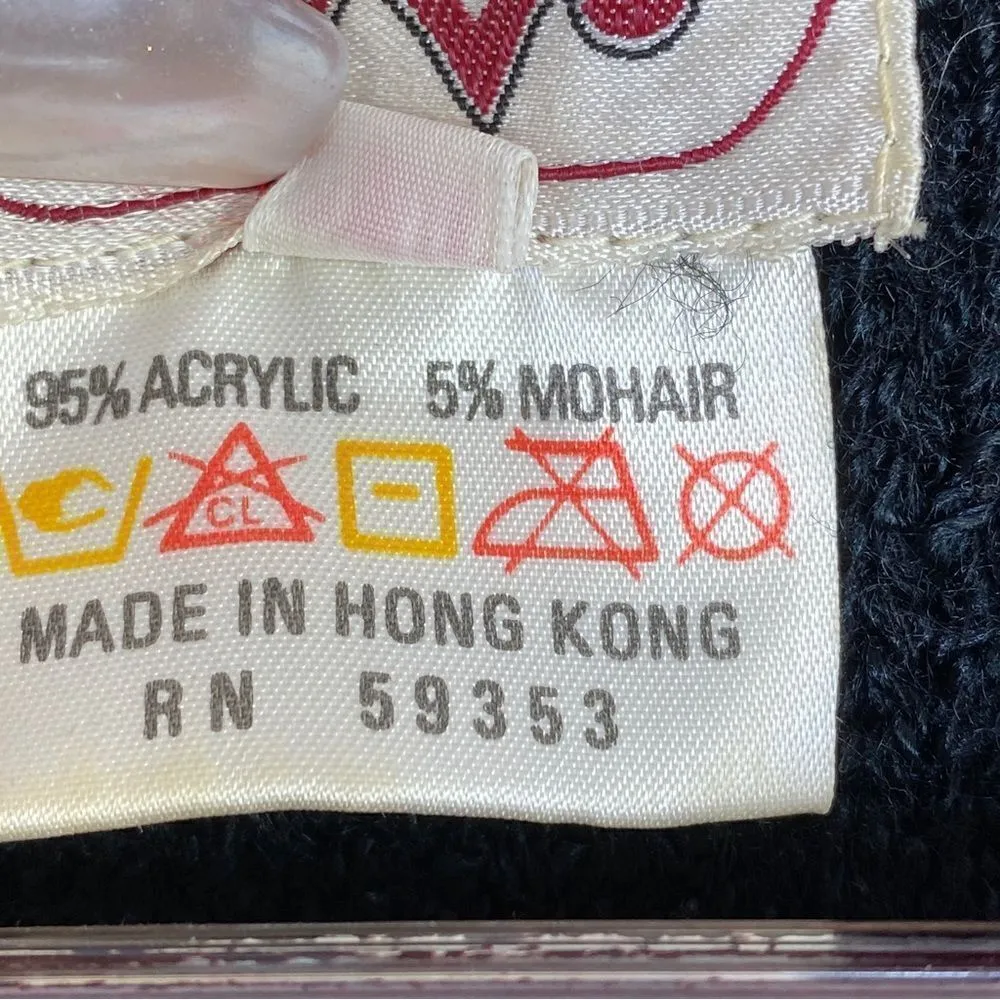 95% ACRYLIC 5% MOHAIR
CL
MADE IN HONG KONG
RN 59353